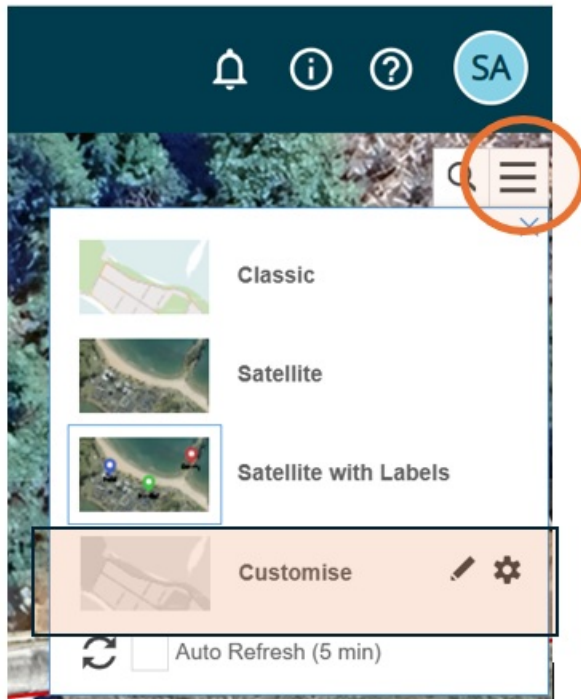 SA
Classic
Satellite
Satellite with Labels
Customise
Auto Refresh (5 min)